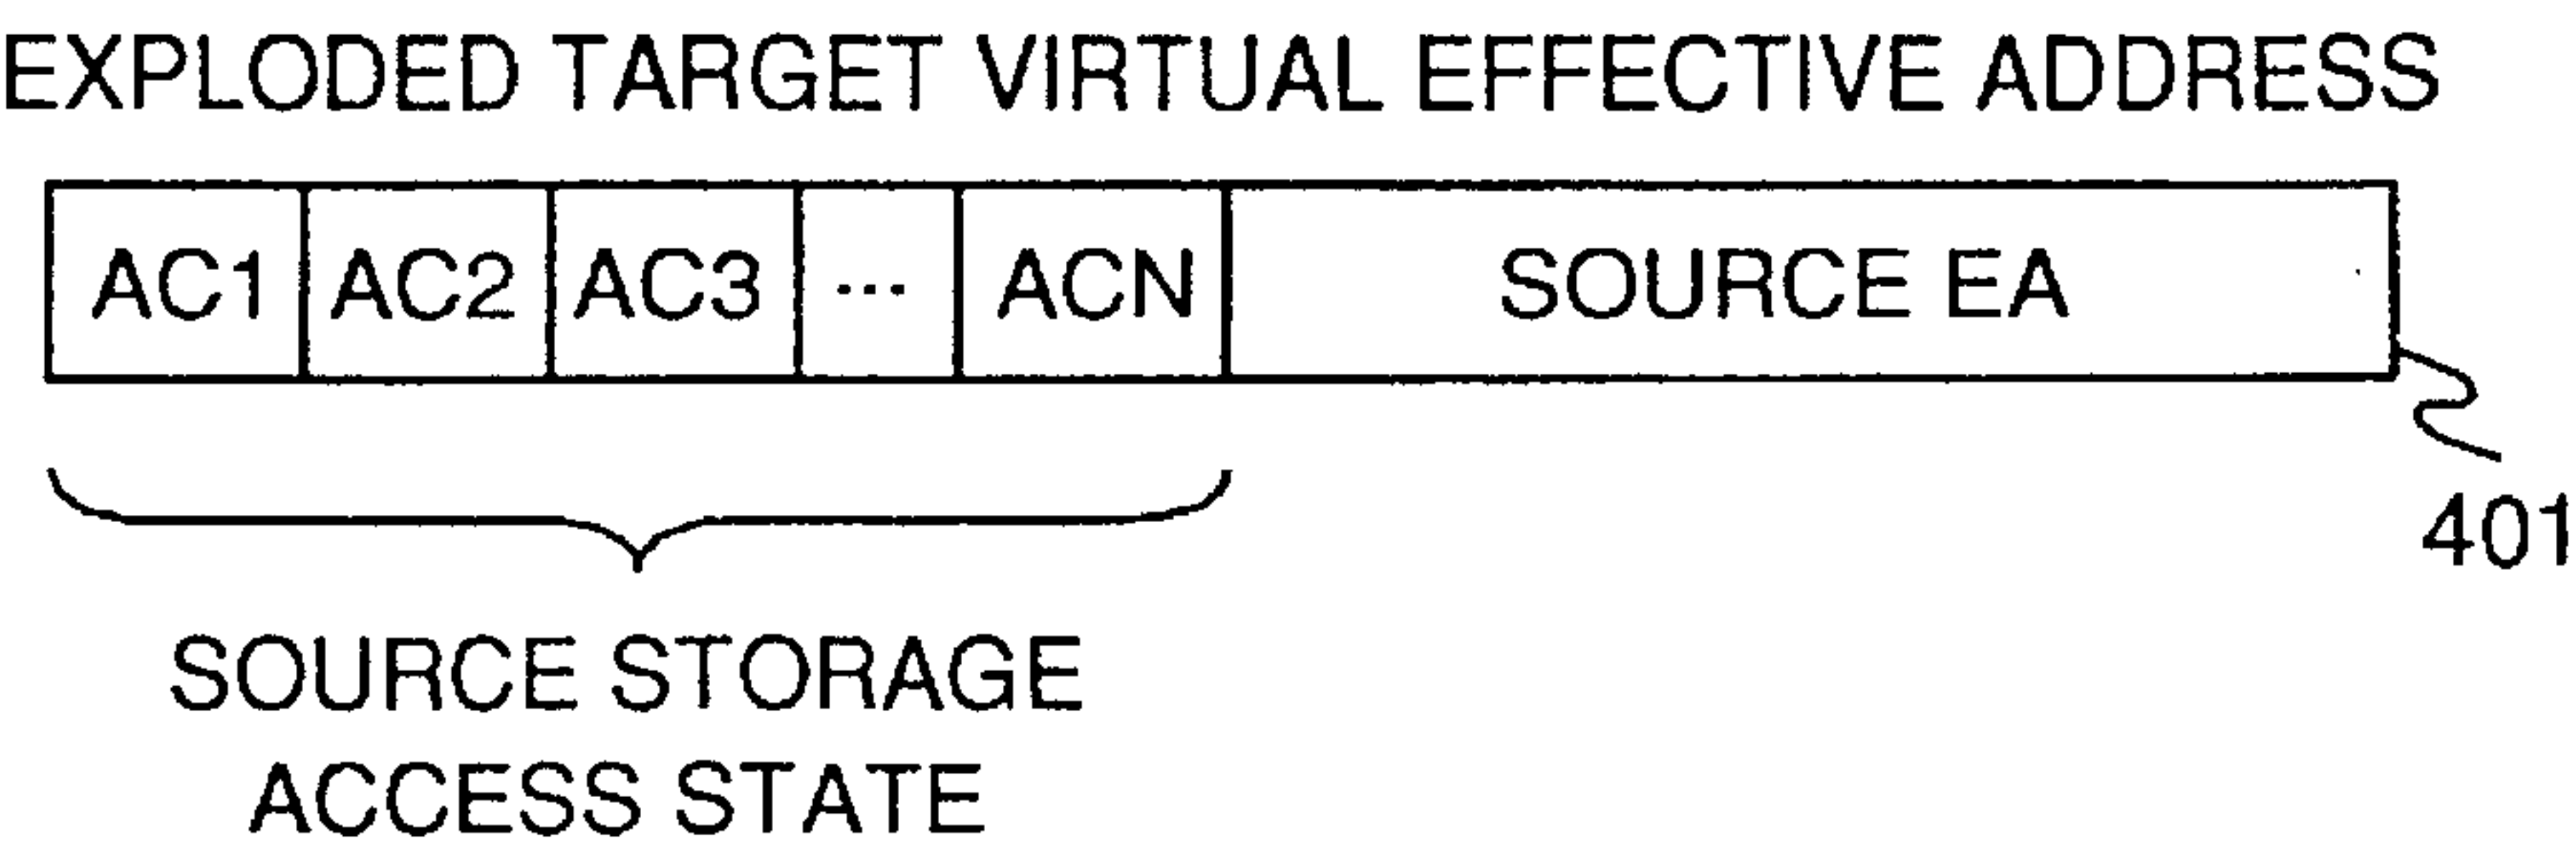 EXPLODED TARGET VIRTUAL EFFECTIVE ADDRESS
AC1 AC2 AC3 ... ACN SOURCE EA
401
SOURCE STORAGE
ACCESS STATE